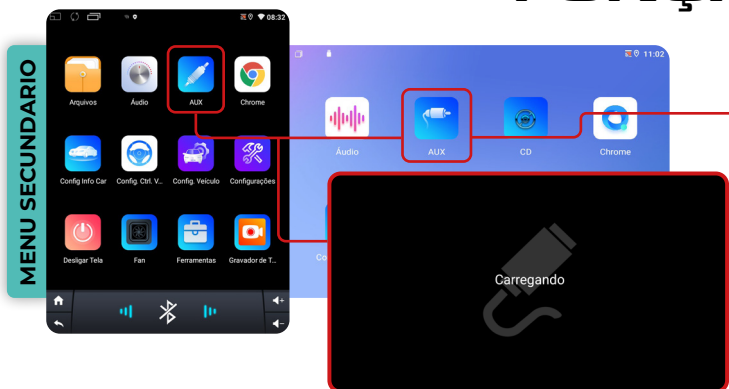 08:32
MENU SECUNDARIO
Arquivos Áudio AUX Chrome
Config Info Car Config. Ctrl. V... Config. Veículo Configurações
Desligar Tela Fan Ferramentas Gravador de T...
11:02
Áudio AUX CD Chrome
Carregando